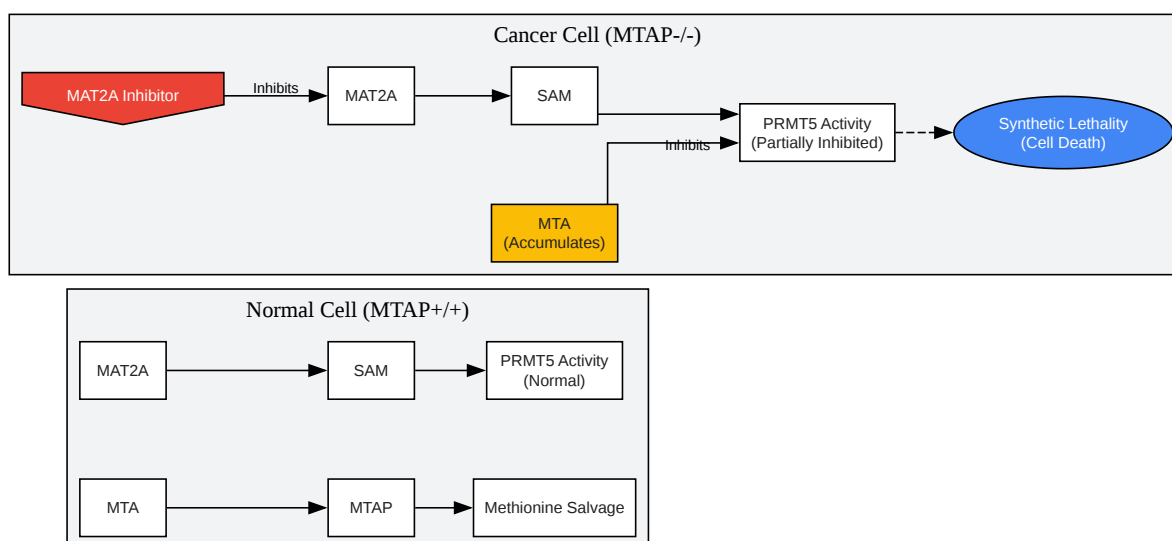 Cancer Cell (MTAP-/-)
MAT2A Inhibitor
Inhibits
MAT2A
SAM
PRMT5 Activity
(Partially Inhibited)
Synthetic Lethality
(Cell Death)
Inhibits
MTA
(Accumulates)
Normal Cell (MTAP+/+)
MAT2A
SAM
PRMT5 Activity
(Normal)
MTA
MTAP
Methionine Salvage